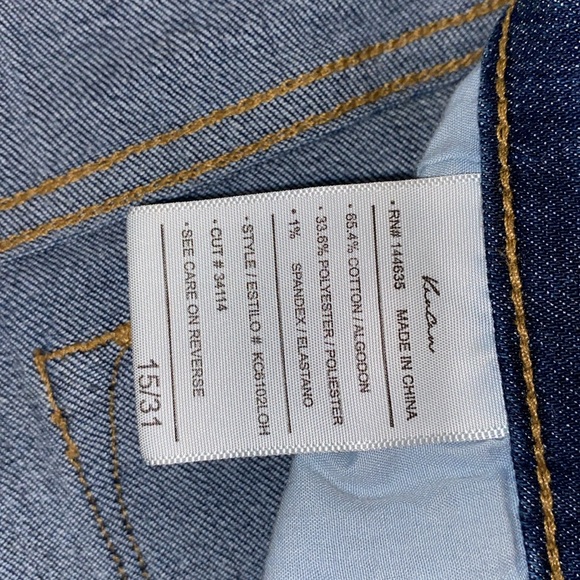 KanCan
• RN# 144635 MADE IN CHINA
• 65.4% COTTON / ALGODON
• 33.6% POLYESTER / POLIESTER
• 1% SPANDEX / ELASTANO
• STYLE / ESTILO # KC6102LOH
• CUT # 34114
• SEE CARE ON REVERSE
15/31